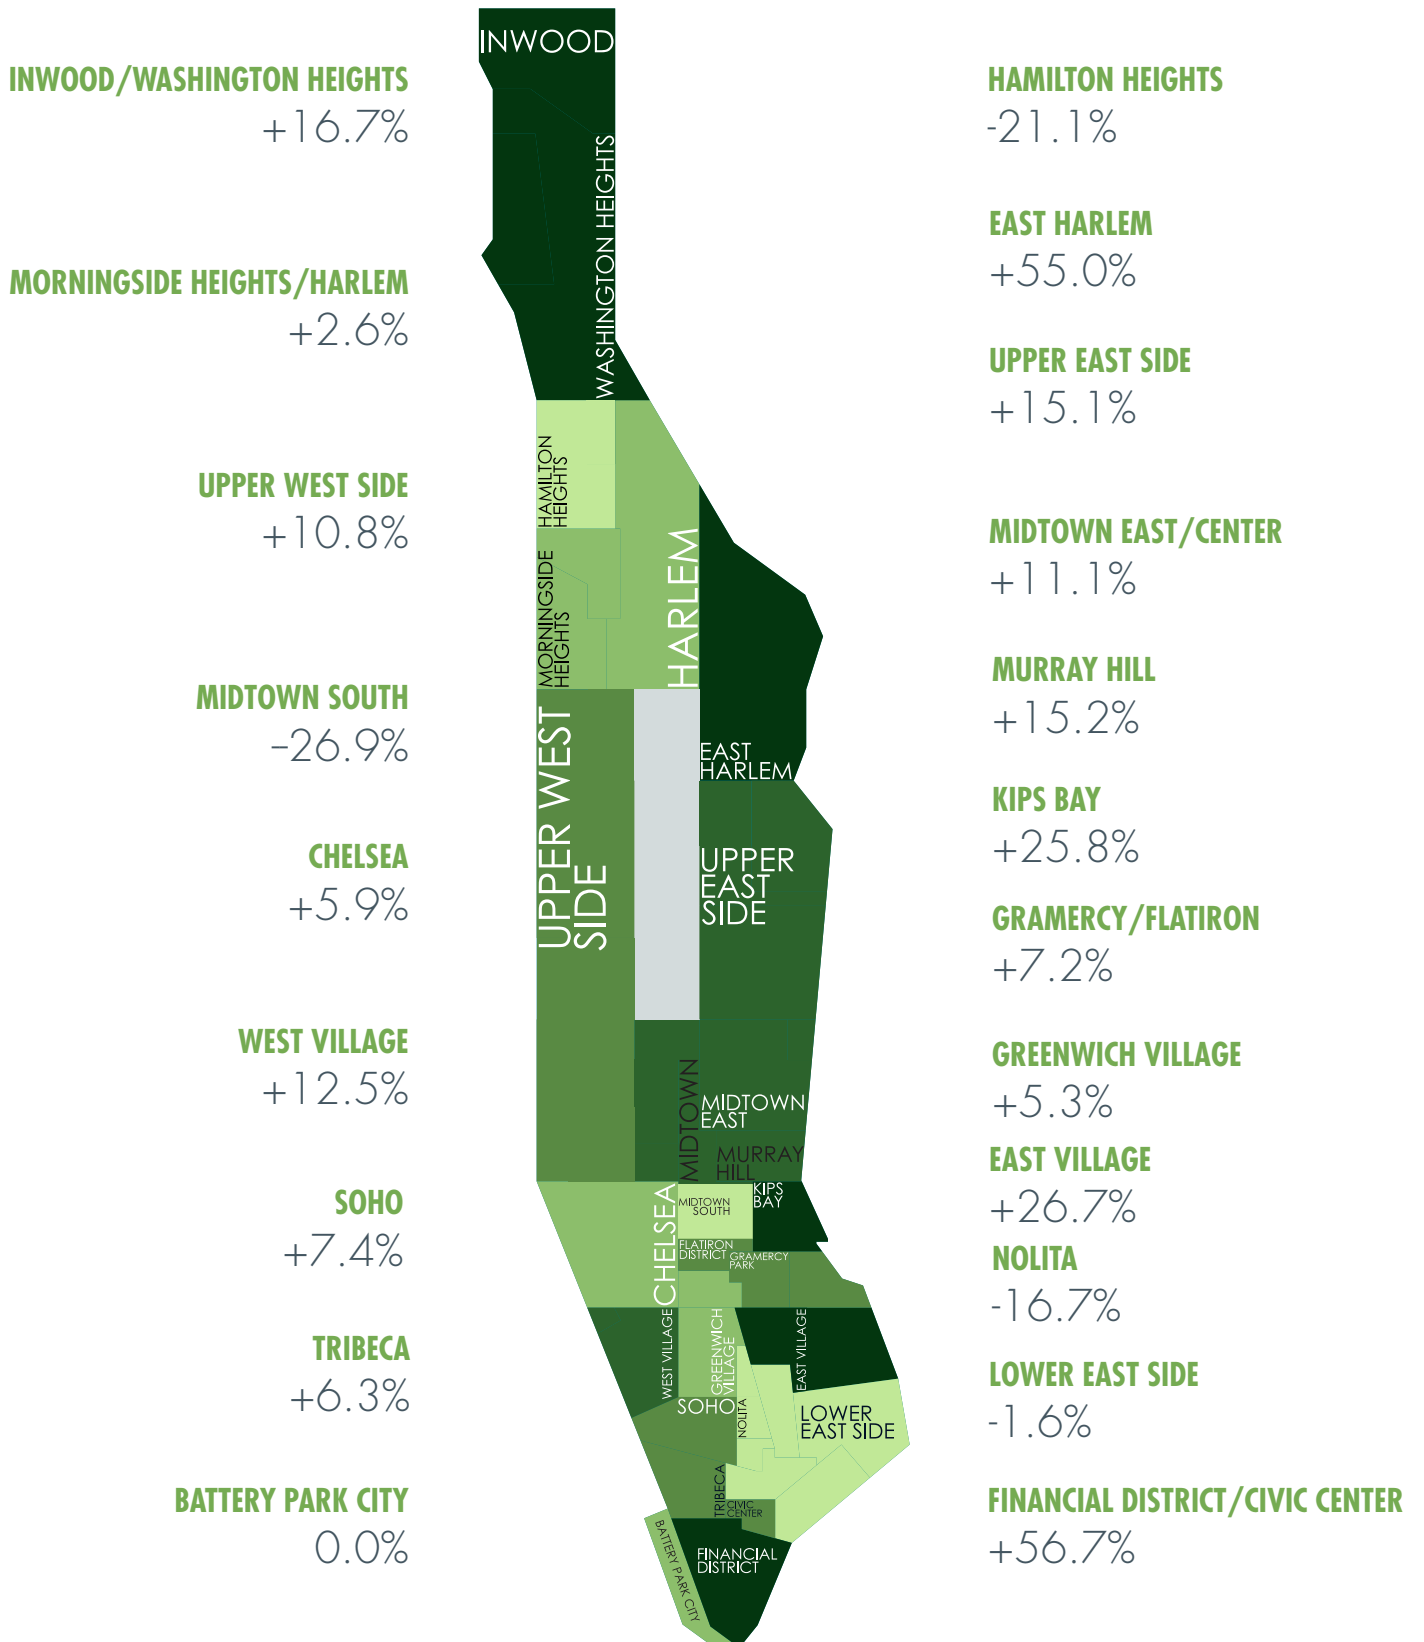 INWOOD/WASHINGTON HEIGHTS
+16.7%
MORNINGSIDE HEIGHTS/HARLEM
+2.6%
UPPER WEST SIDE
+10.8%
MIDTOWN SOUTH
–26.9%
CHELSEA
+5.9%
WEST VILLAGE
+12.5%
SOHO
+7.4%
TRIBECA
+6.3%
BATTERY PARK CITY
0.0%
INWOOD
WASHINGTON HEIGHTS
HAMILTON
HEIGHTS
MORNINGSIDE
HEIGHTS
HARLEM
EAST
HARLEM
UPPER WEST
SIDE
UPPER
EAST
SIDE
MIDTOWN
MIDTOWN
EAST
MURRAY
HILL
CHELSEA
MIDTOWN
SOUTH
KIPS
BAY
FLATIRON
DISTRICT
GRAMERCY
PARK
WEST VILLAGE
GREENWICH
VILLAGE
EAST VILLAGE
SOHO
NOLITA
LOWER
EAST SIDE
TRIBECA
CIVIC
CENTER
BATTERY PARK CITY
FINANCIAL
DISTRICT
HAMILTON HEIGHTS
-21.1%
EAST HARLEM
+55.0%
UPPER EAST SIDE
+15.1%
MIDTOWN EAST/CENTER
+11.1%
MURRAY HILL
+15.2%
KIPS BAY
+25.8%
GRAMERCY/FLATIRON
+7.2%
GREENWICH VILLAGE
+5.3%
EAST VILLAGE
+26.7%
NOLITA
-16.7%
LOWER EAST SIDE
-1.6%
FINANCIAL DISTRICT/CIVIC CENTER
+56.7%